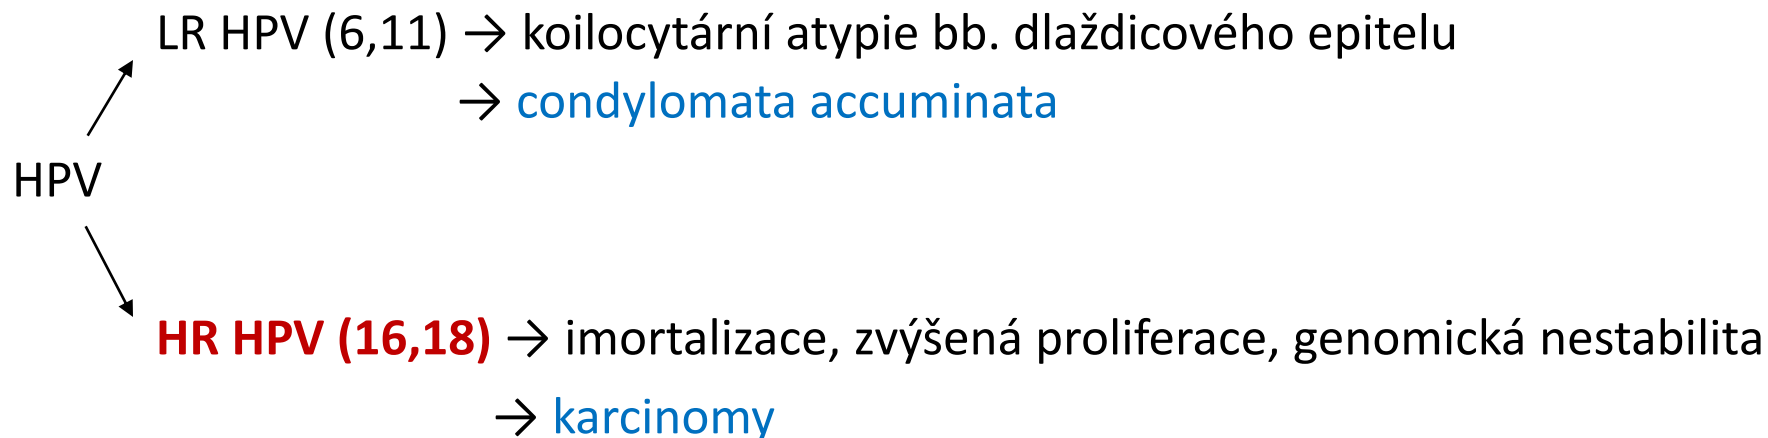 LR HPV (6,11) → koilocytární atypie bb. dlaždicového epitelu
→ condylomata accuminata
HPV
HR HPV (16,18) → imortalizace, zvýšená proliferace, genomická nestabilita
→ karcinomy